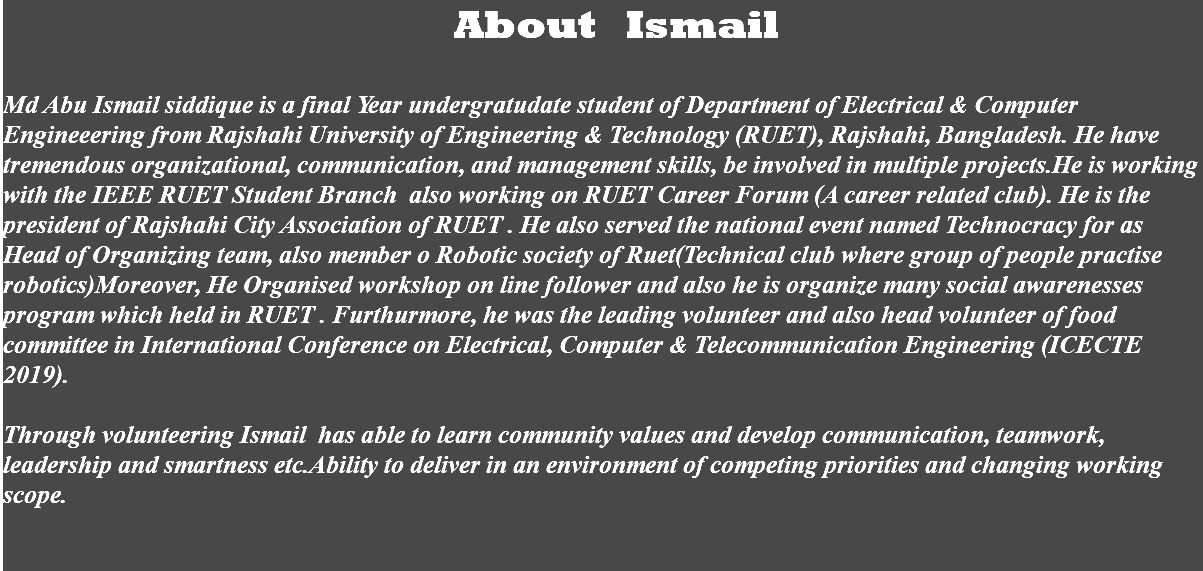 About Ismail
Md Abu Ismail siddique is a final Year undergratudate student of Department of Electrical & Computer
Engineeering from Rajshahi University of Engineering & Technology (RUET), Rajshahi, Bangladesh. He have
tremendous organizational, communication, and management skills, be involved in multiple projects.He is working
with the IEEE RUET Student Branch  also working on RUET Career Forum (A career related club). He is the
president of Rajshahi City Association of RUET . He also served the national event named Technocracy for as
Head of Organizing team, also member o Robotic society of Ruet(Technical club where group of people practise
robotics)Moreover, He Organised workshop on line follower and also he is organize many social awarenesses
program which held in RUET . Furthurmore, he was the leading volunteer and also head volunteer of food
committee in International Conference on Electrical, Computer & Telecommunication Engineering (ICECTE
2019).
Through volunteering Ismail  has able to learn community values and develop communication, teamwork,
leadership and smartness etc.Ability to deliver in an environment of competing priorities and changing working
scope.